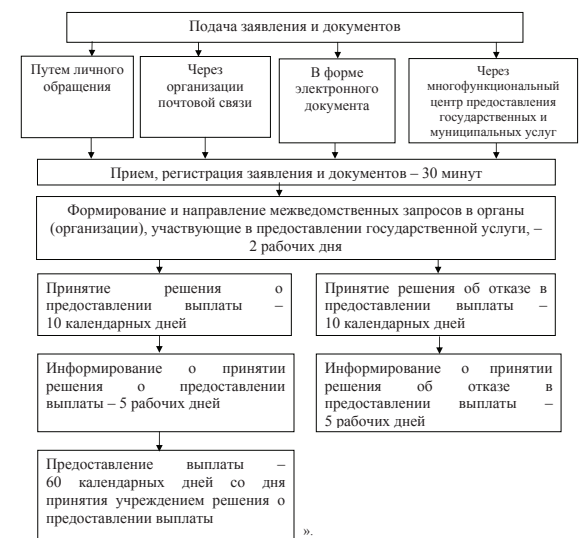 Подача заявления и документов
Путем личного
обращения
Через
организации
почтовой связи
В форме
электронного
документа
Через
многофункциональный
центр предоставления
государственных и
муниципальных услуг
Прием, регистрация заявления и документов – 30 минут
Формирование и направление межведомственных запросов в органы
(организации), участвующие в предоставлении государственной услуги, –
2 рабочих дня
Принятие решения о
предоставлении выплаты –
10 календарных дней
Принятие решения об отказе в
предоставлении выплаты –
10 календарных дней
Информирование о принятии
решения о предоставлении
выплаты – 5 рабочих дней
Информирование о принятии
решения об отказе в
предоставлении выплаты –
5 рабочих дней
Предоставление выплаты –
60 календарных дней со дня
принятия учреждением решения о
предоставлении выплаты
».